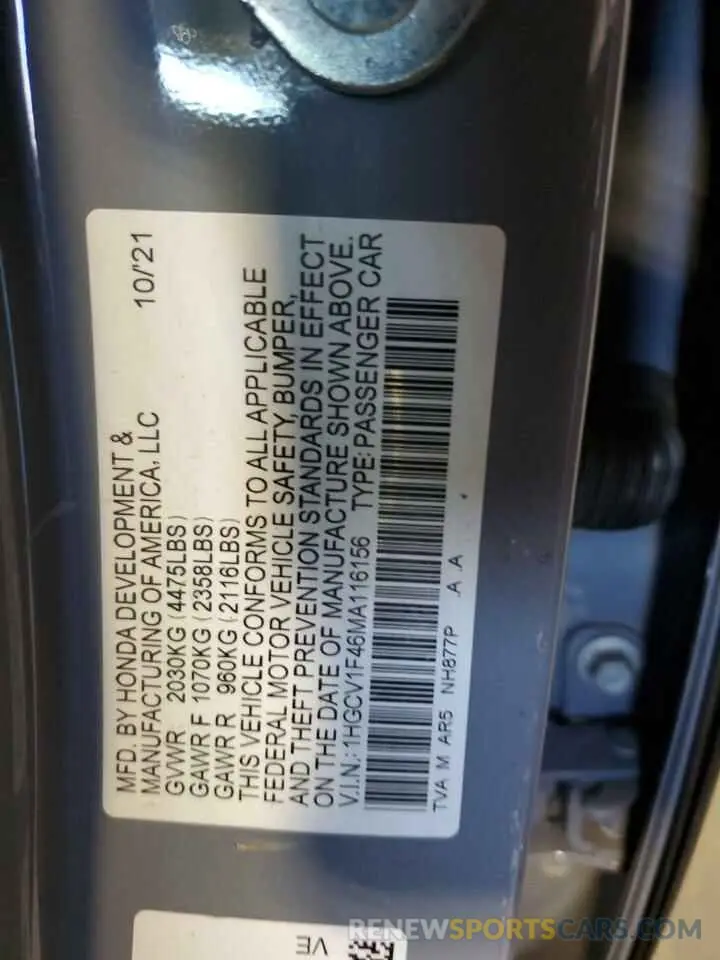 MFD. BY HONDA DEVELOPMENT &
MANUFACTURING OF AMERICA, LLC 10/'21
GVWR 2030KG (4475LBS)
GAWR F 1070KG (2358LBS)
GAWR R 960KG (2116LBS)
THIS VEHICLE CONFORMS TO ALL APPLICABLE
FEDERAL MOTOR VEHICLE SAFETY, BUMPER,
AND THEFT PREVENTION STANDARDS IN EFFECT
ON THE DATE OF MANUFACTURE SHOWN ABOVE.
V.I.N.: 1HGCV1F46MA116156 TYPE: PASSENGER CAR
TVA M AR5 NH877P A A
VE
RENEWSPORTSCARS.COM